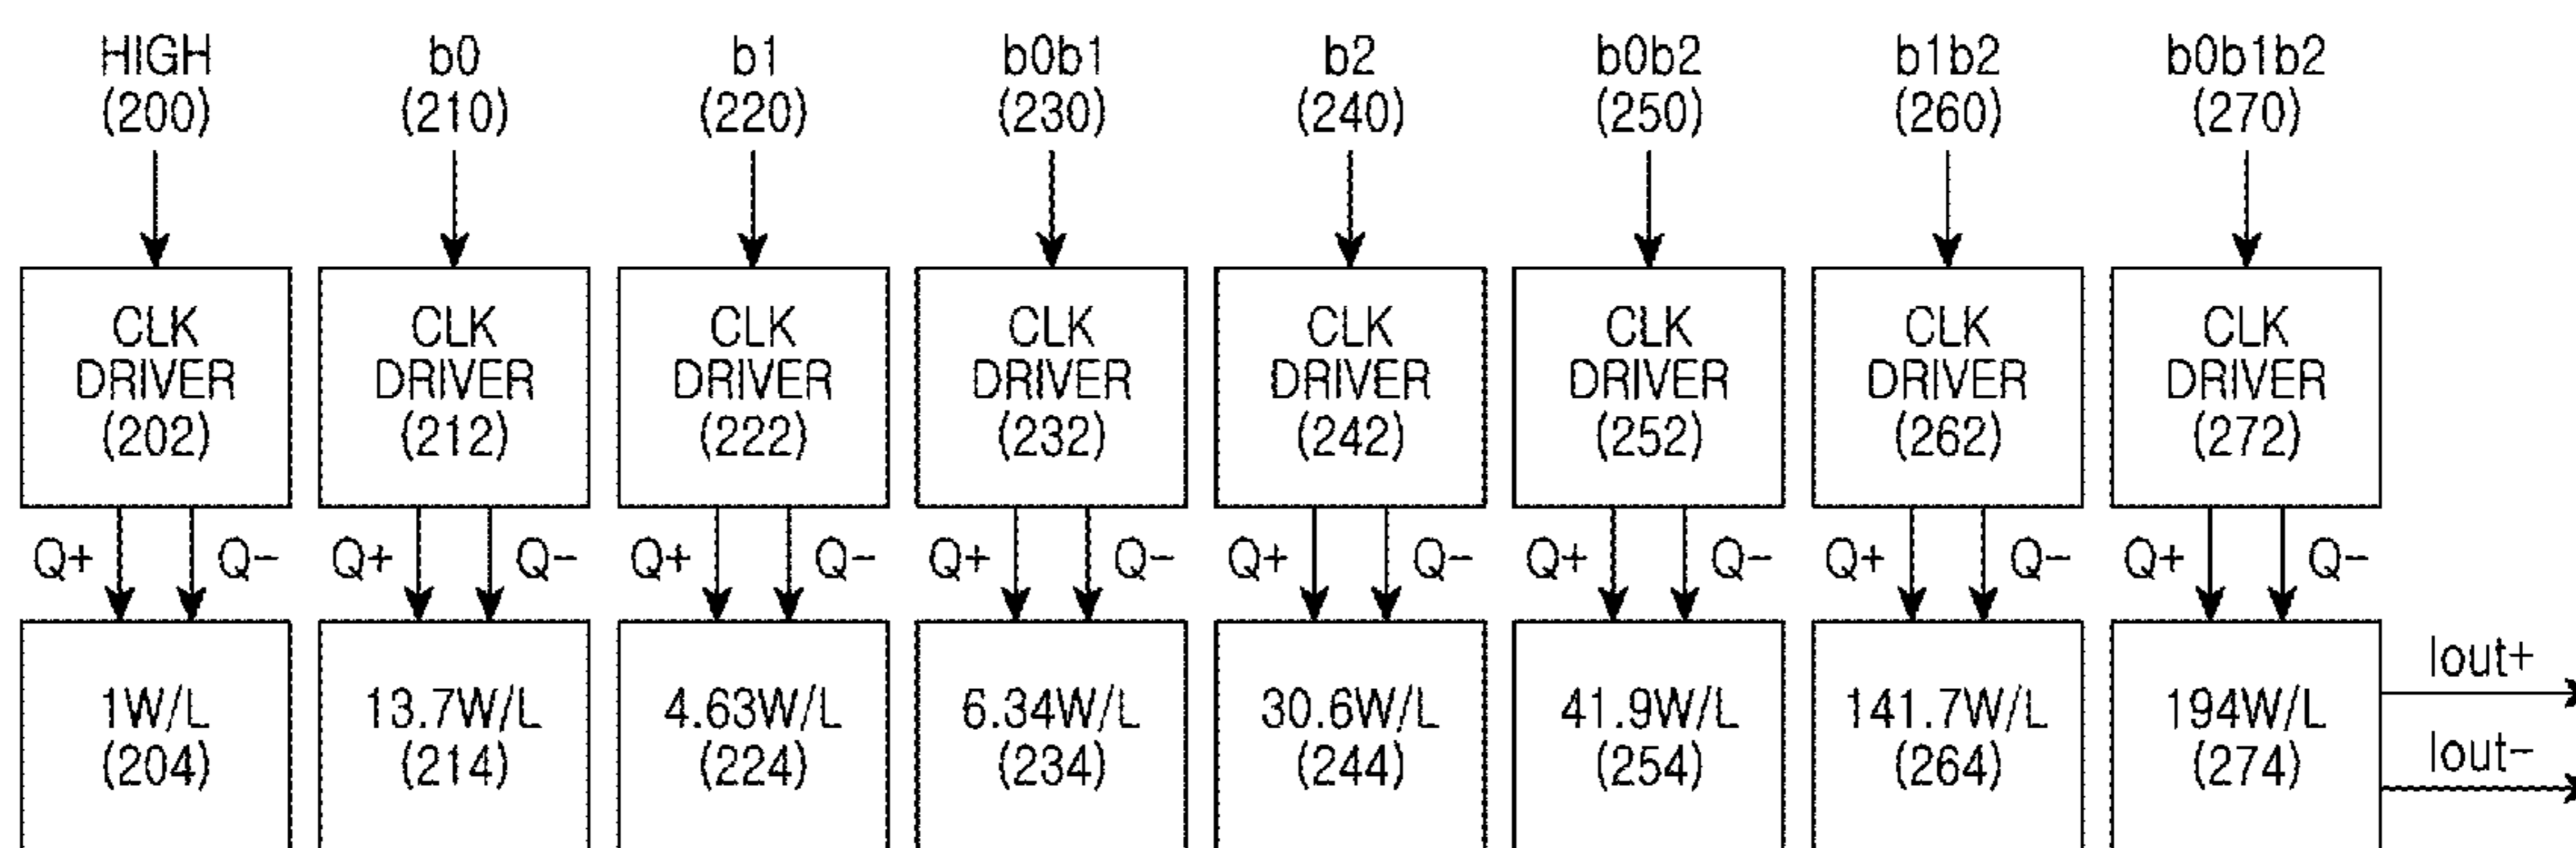 HIGH b0 b1 b0b1 b2 b0b2 b1b2 b0b1b2
(200) (210) (220) (230) (240) (250) (260) (270)
CLK CLK CLK CLK CLK CLK CLK CLK
DRIVER DRIVER DRIVER DRIVER DRIVER DRIVER DRIVER DRIVER
(202) (212) (222) (232) (242) (252) (262) (272)
Q+ Q- Q+ Q- Q+ Q- Q+ Q- Q+ Q- Q+ Q- Q+ Q- Q+ Q-
Iout+
1W/L 13.7W/L 4.63W/L 6.34W/L 30.6W/L 41.9W/L 141.7W/L 194W/L
(204) (214) (224) (234) (244) (254) (264) (274)
Iout-